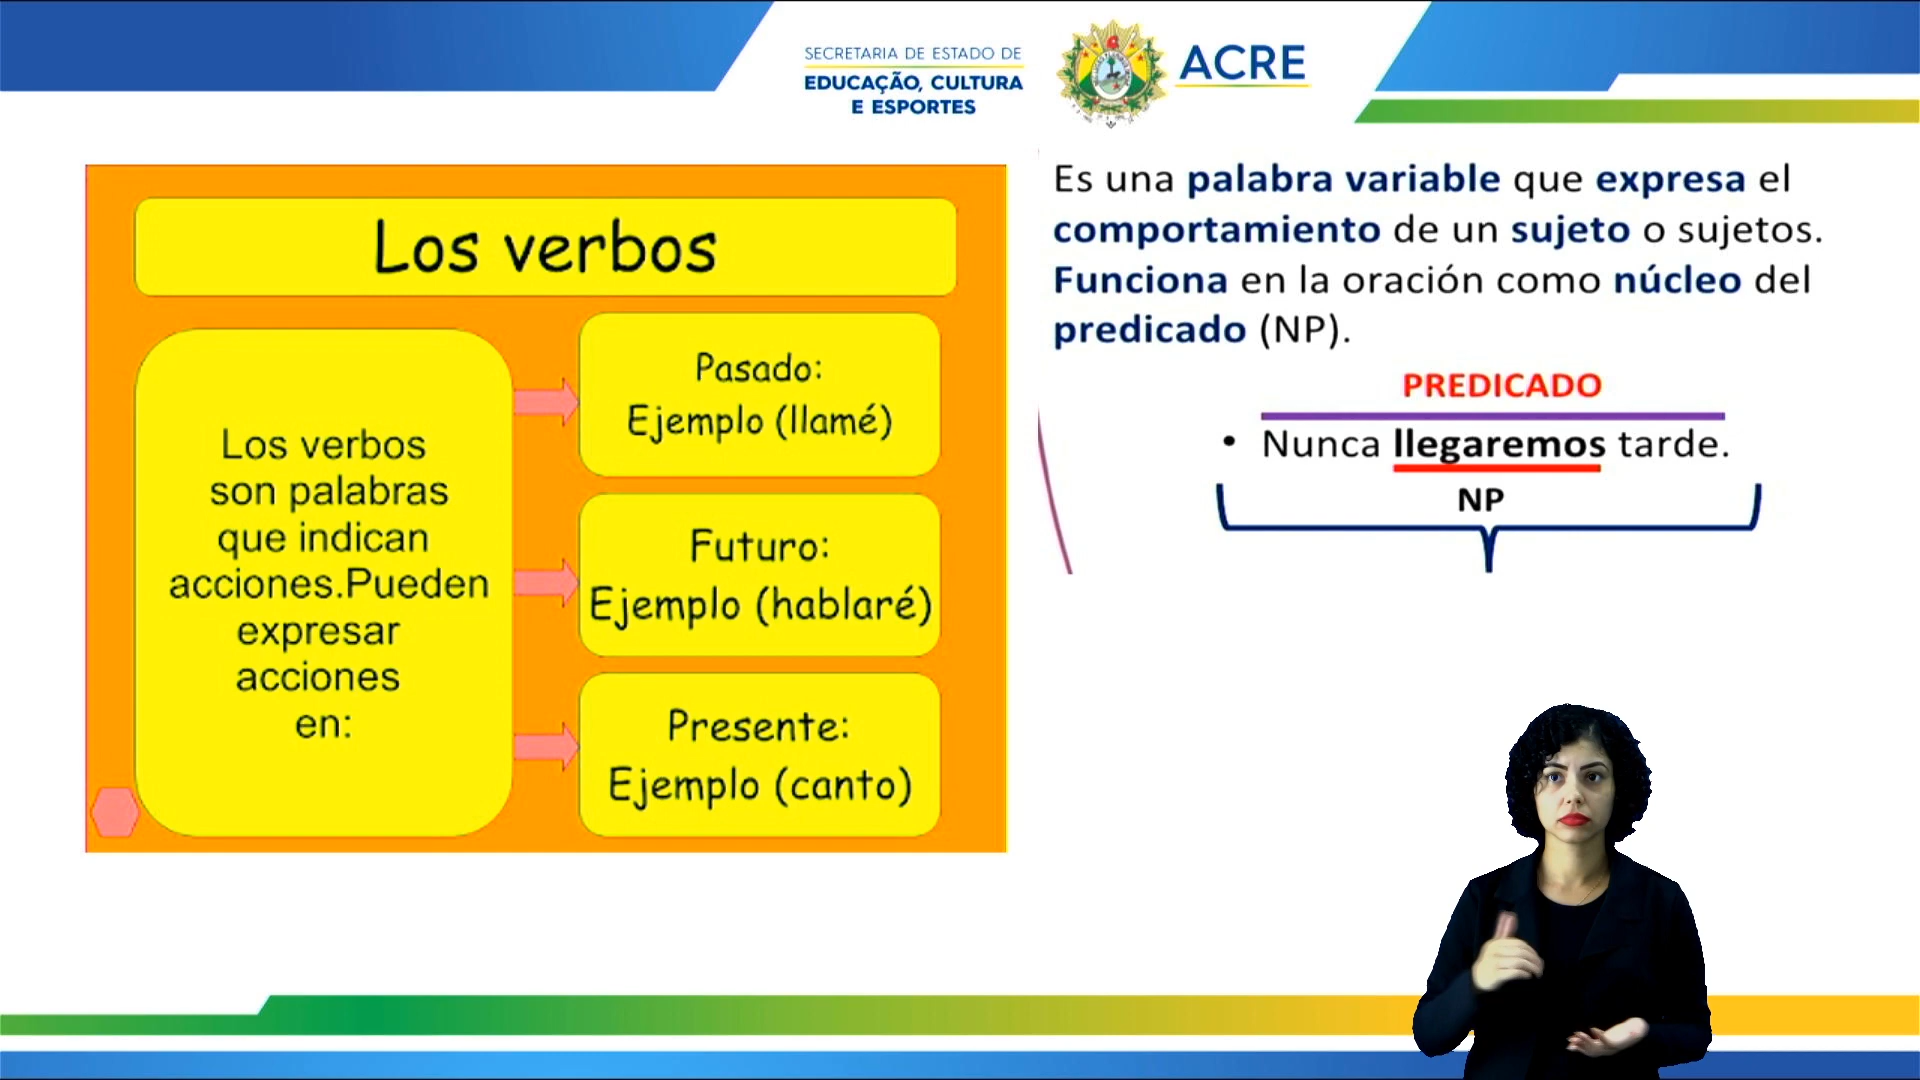 SECRETARIA DE ESTADO DE
EDUCAÇÃO, CULTURA
E ESPORTES
ACRE
Los verbos
Los verbos
son palabras
que indican
acciones.Pueden
expresar
acciones
en:
Pasado:
Ejemplo (llamé)
Futuro:
Ejemplo (hablaré)
Presente:
Ejemplo (canto)
Es una palabra variable que expresa el
comportamiento de un sujeto o sujetos.
Funciona en la oración como núcleo del
predicado (NP).
PREDICADO
• Nunca llegaremos tarde.
NP